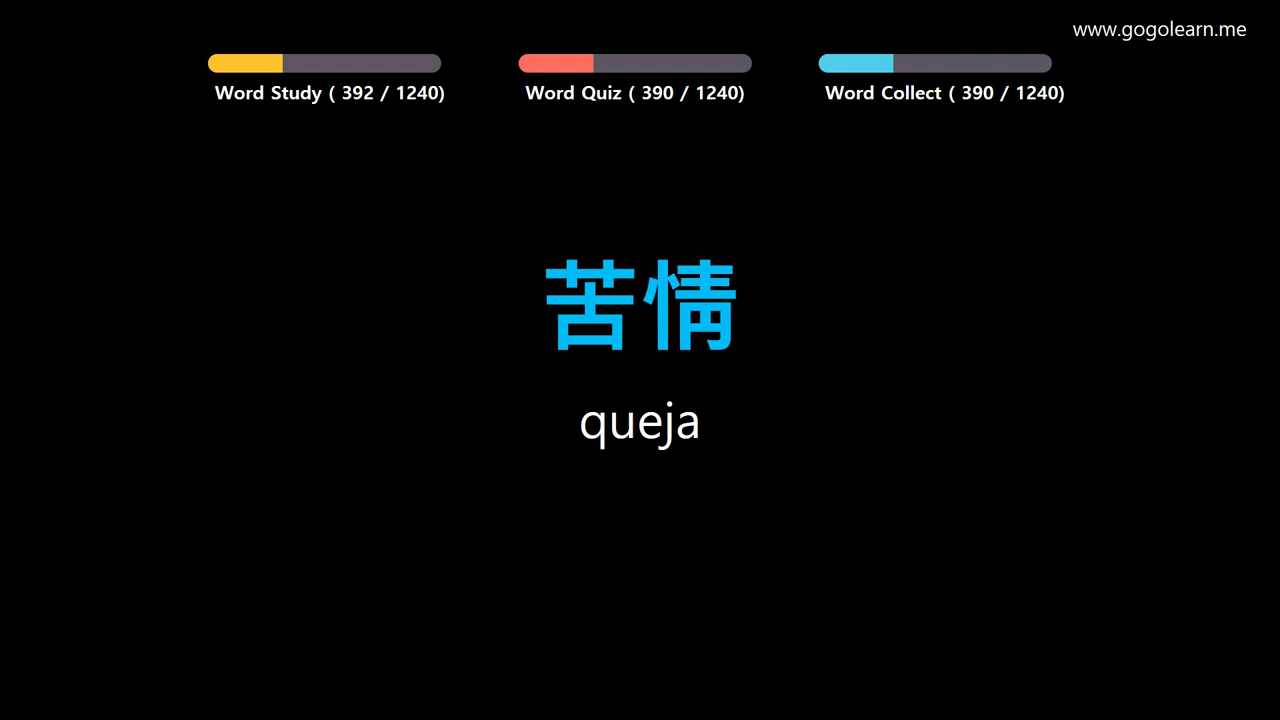 www.gogolearn.me
Word Study ( 392 / 1240)
Word Quiz ( 390 / 1240)
Word Collect ( 390 / 1240)
苦情
queja